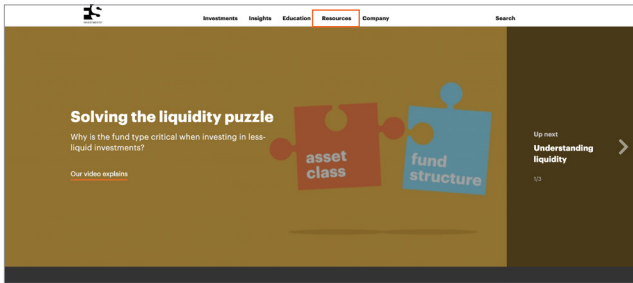 FS
Investments Insights Education Resources Company Search
Solving the liquidity puzzle
Why is the fund type critical when investing in less-
liquid investments?
Our video explains
asset
class
fund
structure
Up next
Understanding
liquidity
1/3